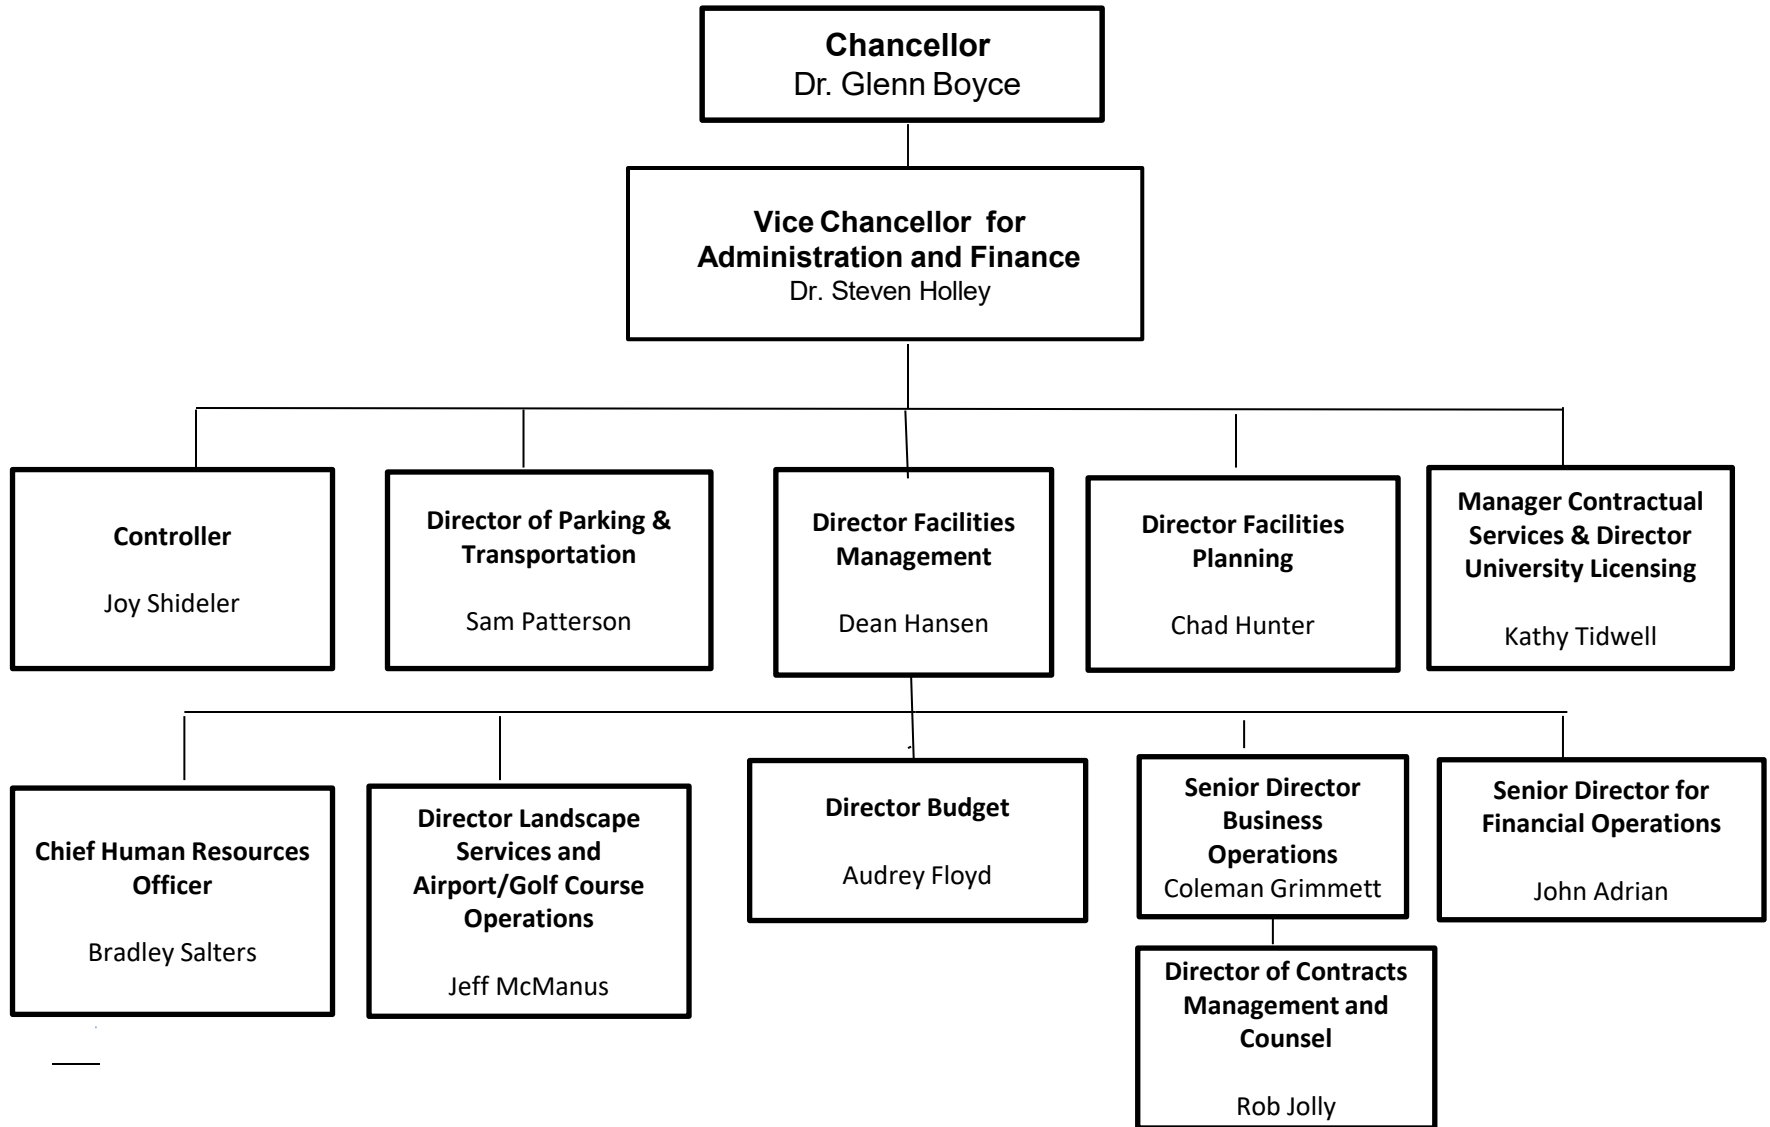 Chancellor
Dr. Glenn Boyce
Vice Chancellor for
Administration and Finance
Dr. Steven Holley
Controller
Joy Shideler
Director of Parking &
Transportation
Sam Patterson
Director Facilities
Management
Dean Hansen
Director Facilities
Planning
Chad Hunter
Manager Contractual
Services & Director
University Licensing
Kathy Tidwell
Chief Human Resources
Officer
Bradley Salters
Director Landscape
Services and
Airport/Golf Course
Operations
Jeff McManus
Director Budget
Audrey Floyd
Senior Director
Business
Operations
Coleman Grimmett
Senior Director for
Financial Operations
John Adrian
Director of Contracts
Management and
Counsel
Rob Jolly